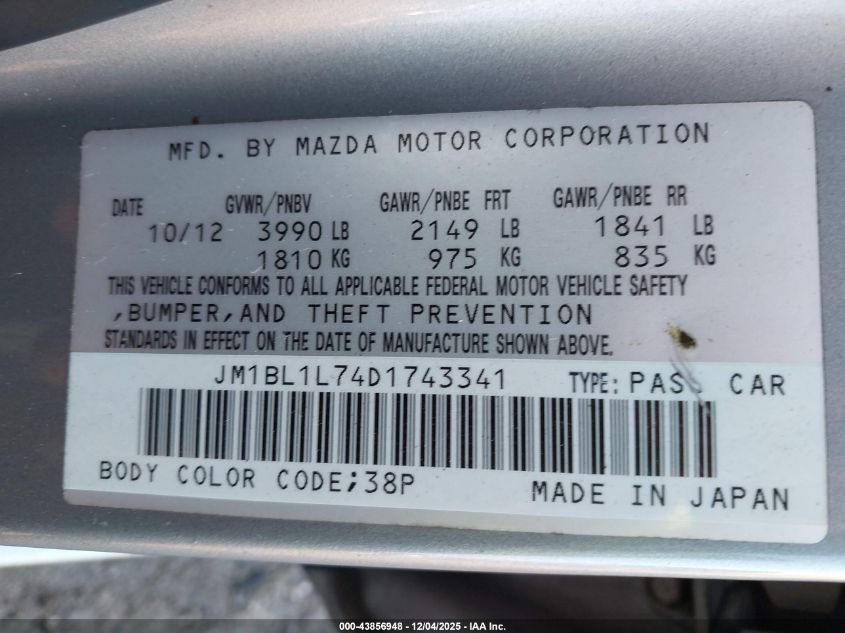 MFD. BY MAZDA MOTOR CORPORATION
DATE GVWR/PNBV GAWR/PNBE FRT GAWR/PNBE RR
10/12 3990 LB 2149 LB 1841 LB
1810 KG 975 KG 835 KG
THIS VEHICLE CONFORMS TO ALL APPLICABLE FEDERAL MOTOR VEHICLE SAFETY
,BUMPER,AND THEFT PREVENTION
STANDARDS IN EFFECT ON THE DATE OF MANUFACTURE SHOWN ABOVE.
JM1BL1L74D1743341 TYPE: PASS CAR
BODY COLOR CODE;38P MADE IN JAPAN
000-43856948 - 12/04/2025 - IAA Inc.